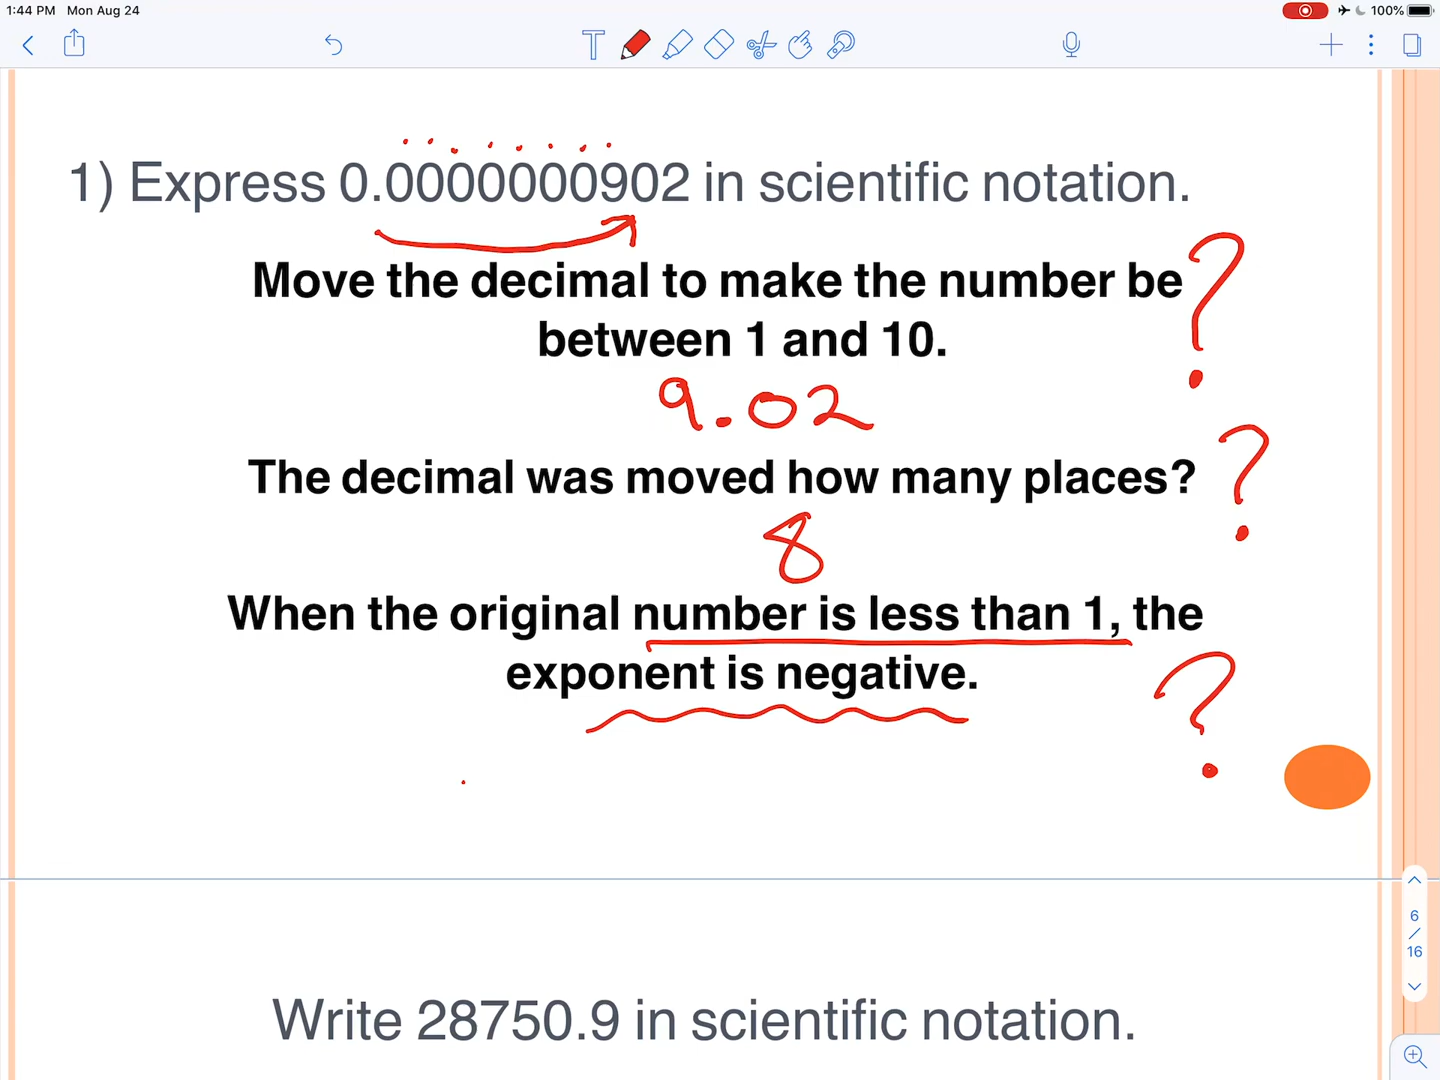 1:44 PM Mon Aug 24
100%
T
1) Express 0.0000000902 in scientific notation.
Move the decimal to make the number be ?
between 1 and 10.
9.02
The decimal was moved how many places? ?
8
When the original number is less than 1, the
exponent is negative. ?
6
/
16
Write 28750.9 in scientific notation.